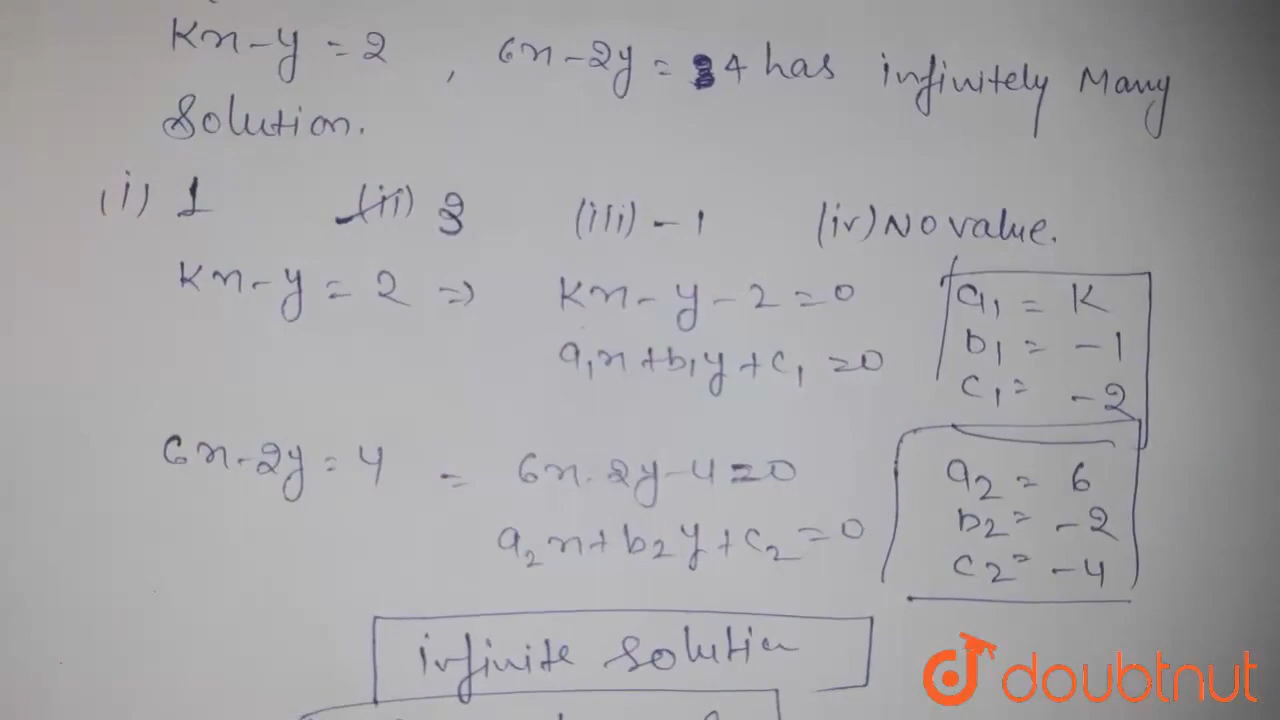 Kx - y = 2 , 6x - 2y = 4 has infinitely Many
Solution.
(i) 1 (ii) 3 (iii) -1 (iv) No value.
Kx - y = 2 => Kx - y - 2 = 0
a₁x + b₁y + c₁ = 0
a₁ = K
b₁ = -1
c₁ = -2
6x - 2y = 4 = 6x - 2y - 4 = 0
a₂x + b₂y + c₂ = 0
a₂ = 6
b₂ = -2
c₂ = -4
infinite solution
doubtnut